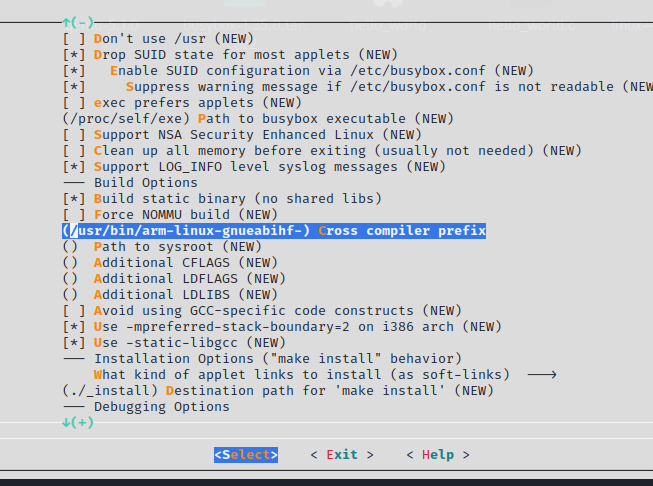 ↑(-)
[ ] Don't use /usr (NEW)
[*] Drop SUID state for most applets (NEW)
[*]   Enable SUID configuration via /etc/busybox.conf (NEW)
[*]     Suppress warning message if /etc/busybox.conf is not readable (NEW
[ ] exec prefers applets (NEW)
(/proc/self/exe) Path to busybox executable (NEW)
[ ] Support NSA Security Enhanced Linux (NEW)
[ ] Clean up all memory before exiting (usually not needed) (NEW)
[*] Support LOG_INFO level syslog messages (NEW)
--- Build Options
[*] Build static binary (no shared libs)
[ ] Force NOMMU build (NEW)
(/usr/bin/arm-linux-gnueabihf-) Cross compiler prefix
() Path to sysroot (NEW)
() Additional CFLAGS (NEW)
() Additional LDFLAGS (NEW)
() Additional LDLIBS (NEW)
[ ] Avoid using GCC-specific code constructs (NEW)
[*] Use -mpreferred-stack-boundary=2 on i386 arch (NEW)
[*] Use -static-libgcc (NEW)
--- Installation Options ("make install" behavior)
    What kind of applet links to install (as soft-links)  --->
(./_install) Destination path for 'make install' (NEW)
--- Debugging Options
↓(+)
<Select>    < Exit >    < Help >